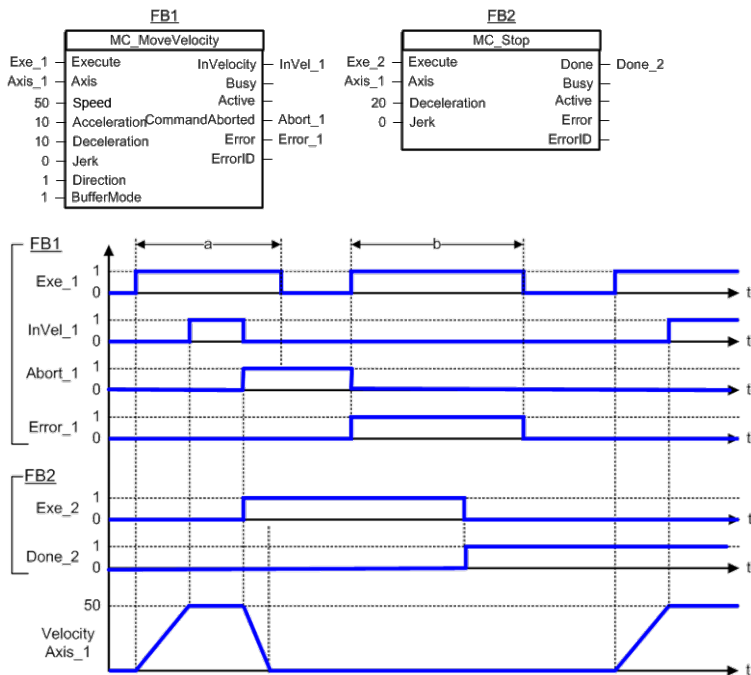 FB1
MC_MoveVelocity
Exe_1 Execute InVelocity InVel_1
Axis_1 Axis Busy
50 Speed Active
10 Acceleration CommandAborted Abort_1
10 Deceleration Error Error_1
0 Jerk ErrorID
1 Direction
1 BufferMode
FB2
MC_Stop
Exe_2 Execute Done Done_2
Axis_1 Axis Busy
20 Deceleration Active
0 Jerk Error
ErrorID
FB1
a b
Exe_1 1
0 t
InVel_1 1
0 t
Abort_1 1
0 t
Error_1 1
0 t
FB2
Exe_2 1
0 t
Done_2 1
0 t
50
Velocity
Axis_1
t